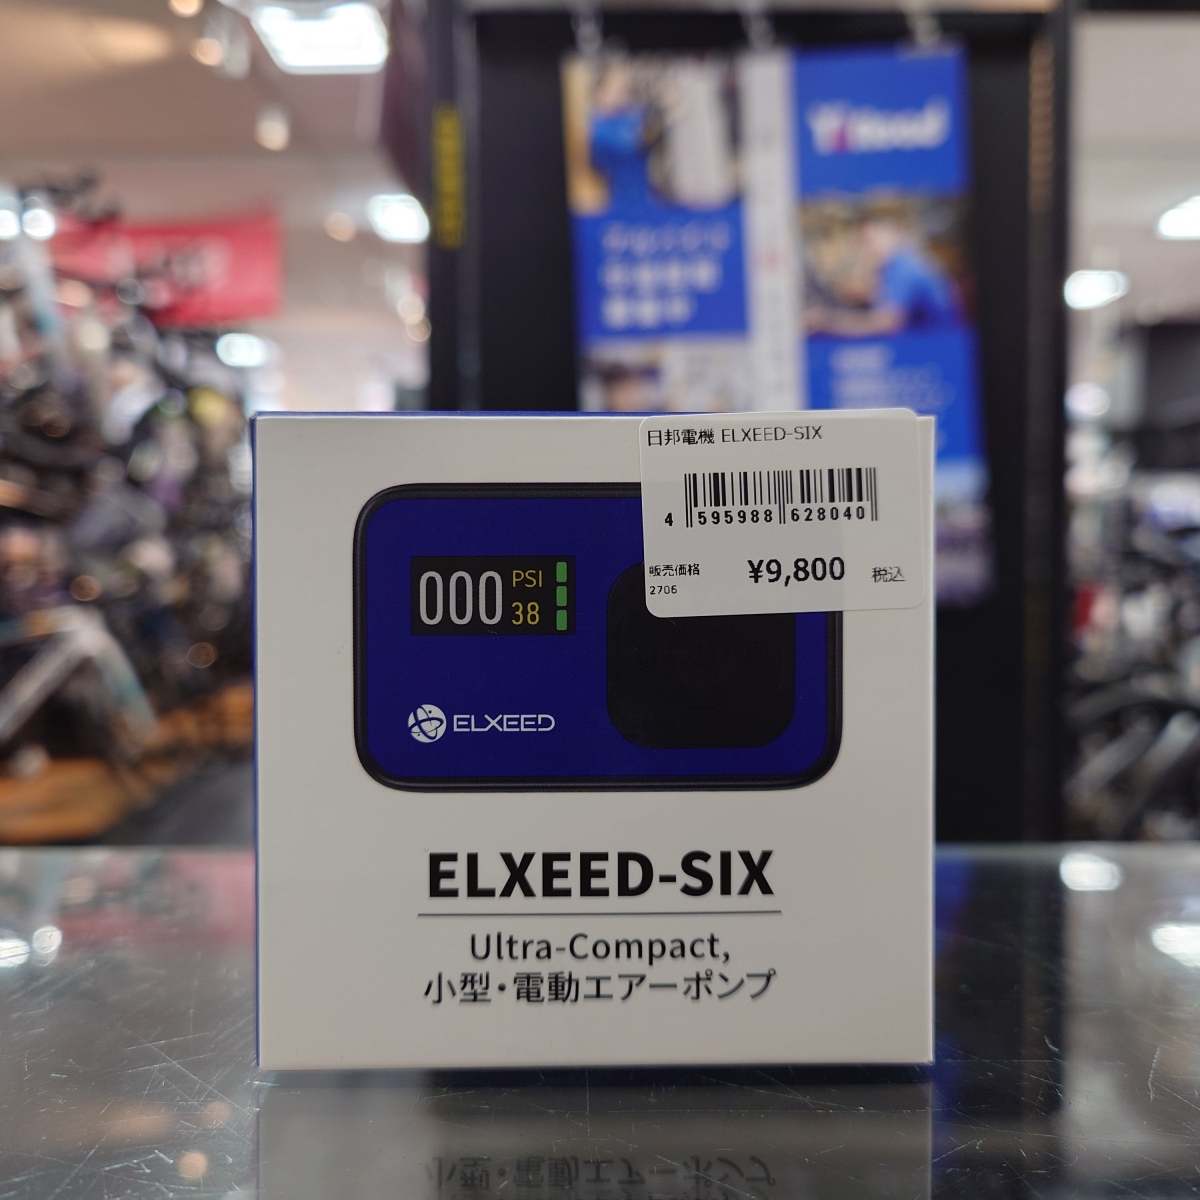 日邦電機 ELXEED-SIX
4 595988 628040
販売価格 ¥9,800 税込
2706
000 PSI
38
ELXEED
ELXEED-SIX
Ultra-Compact,
小型・電動エアーポンプ